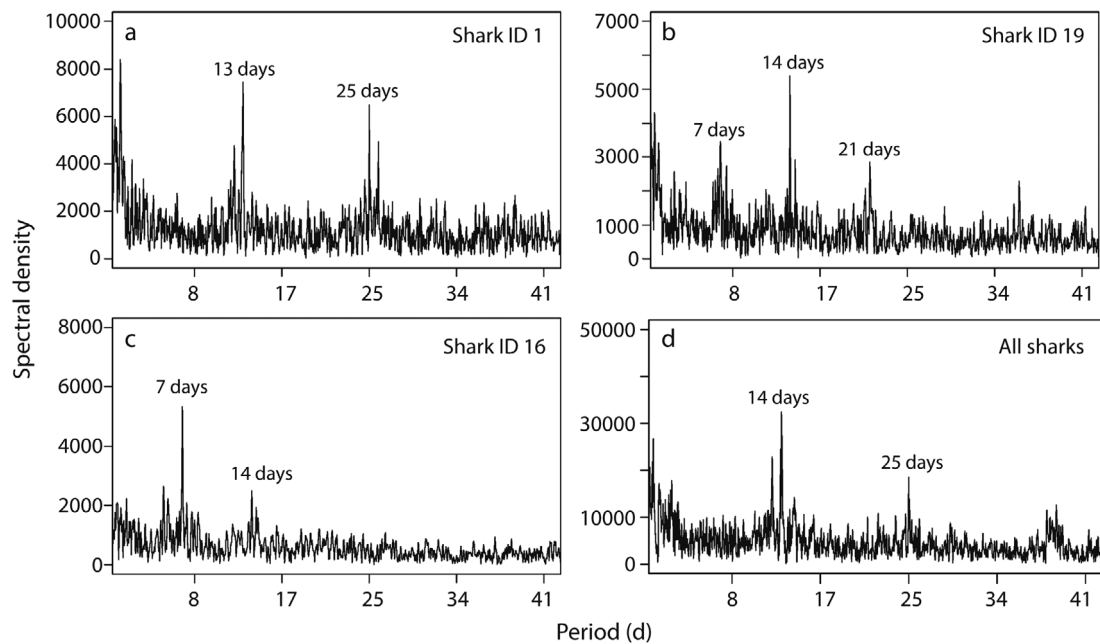 Spectral density
a
Shark ID 1
10000
8000
6000
4000
2000
0
13 days
25 days
8
17
25
34
41
b
Shark ID 19
7000
5000
3000
1000
0
7 days
14 days
21 days
8
17
25
34
41
c
Shark ID 16
8000
6000
4000
2000
0
7 days
14 days
8
17
25
34
41
d
All sharks
50000
30000
10000
0
14 days
25 days
8
17
25
34
41
Period (d)